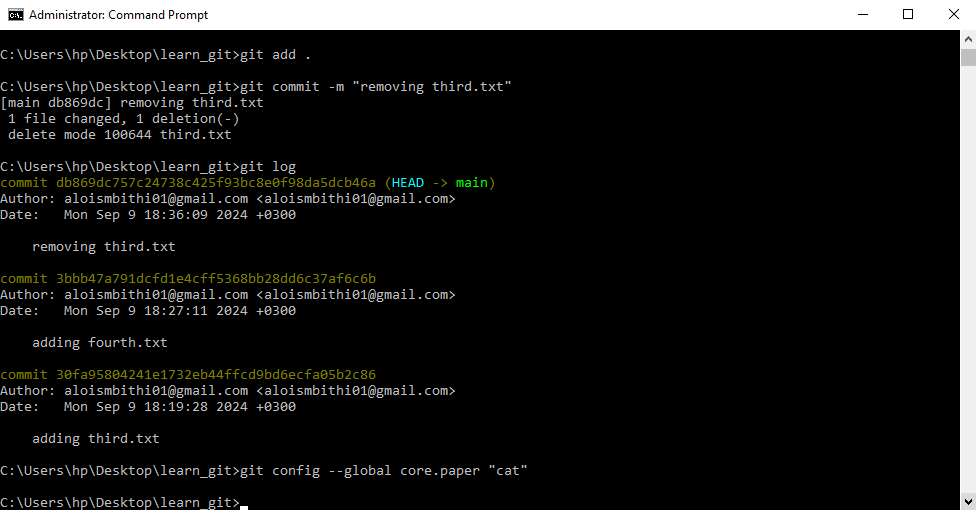 Administrator: Command Prompt
C:\Users\hp\Desktop\learn_git>git add .
C:\Users\hp\Desktop\learn_git>git commit -m "removing third.txt"
[main db869dc] removing third.txt
 1 file changed, 1 deletion(-)
 delete mode 100644 third.txt
C:\Users\hp\Desktop\learn_git>git log
commit db869dc757c24738c425f93bc8e0f98da5dcb46a (HEAD -> main)
Author: aloismbithi01@gmail.com <aloismbithi01@gmail.com>
Date:   Mon Sep 9 18:36:09 2024 +0300
    removing third.txt
commit 3bbb47a791dcfd1e4cff5368bb28dd6c37af6c6b
Author: aloismbithi01@gmail.com <aloismbithi01@gmail.com>
Date:   Mon Sep 9 18:27:11 2024 +0300
    adding fourth.txt
commit 30fa95804241e1732eb44ffcd9bd6ecfa05b2c86
Author: aloismbithi01@gmail.com <aloismbithi01@gmail.com>
Date:   Mon Sep 9 18:19:28 2024 +0300
    adding third.txt
C:\Users\hp\Desktop\learn_git>git config --global core.paper "cat"
C:\Users\hp\Desktop\learn_git>